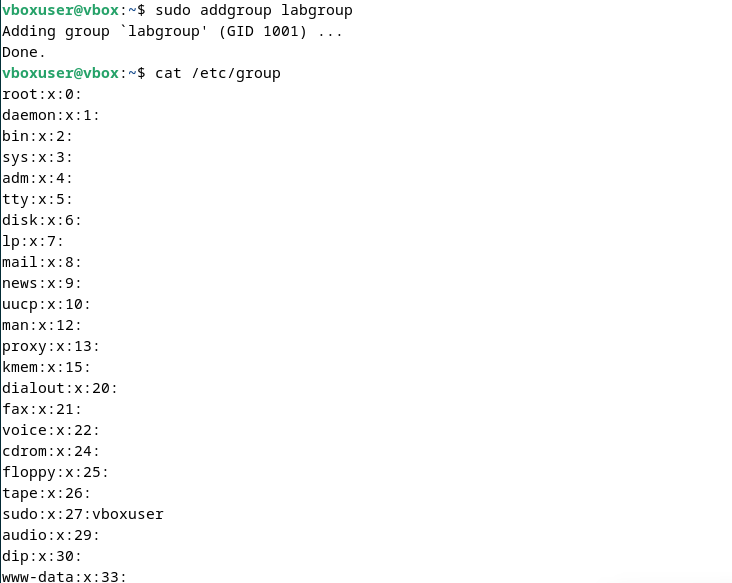 vboxuser@vbox:~$ sudo addgroup labgroup
Adding group `labgroup' (GID 1001) ...
Done.
vboxuser@vbox:~$ cat /etc/group
root:x:0:
daemon:x:1:
bin:x:2:
sys:x:3:
adm:x:4:
tty:x:5:
disk:x:6:
lp:x:7:
mail:x:8:
news:x:9:
uucp:x:10:
man:x:12:
proxy:x:13:
kmem:x:15:
dialout:x:20:
fax:x:21:
voice:x:22:
cdrom:x:24:
floppy:x:25:
tape:x:26:
sudo:x:27:vboxuser
audio:x:29:
dip:x:30:
www-data:x:33: